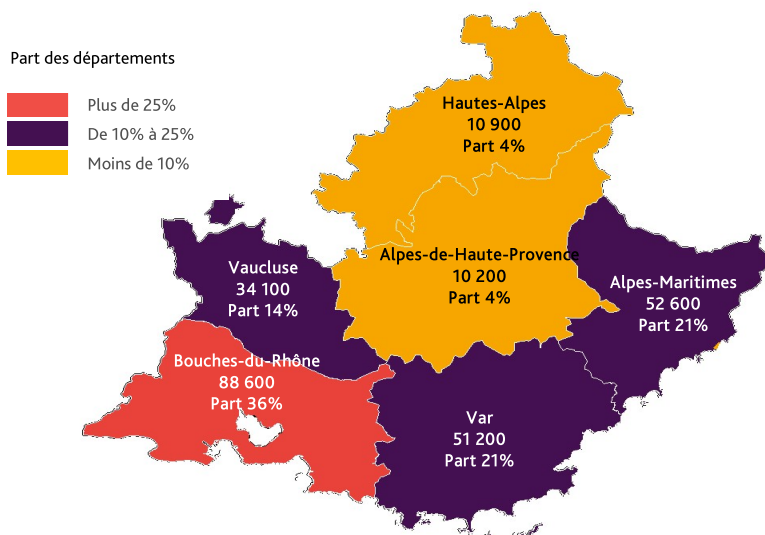 Part des départements
Plus de 25%
De 10% à 25%
Moins de 10%
Hautes-Alpes
10 900
Part 4%
Alpes-de-Haute-Provence
10 200
Part 4%
Vaucluse
34 100
Part 14%
Alpes-Maritimes
52 600
Part 21%
Bouches-du-Rhône
88 600
Part 36%
Var
51 200
Part 21%